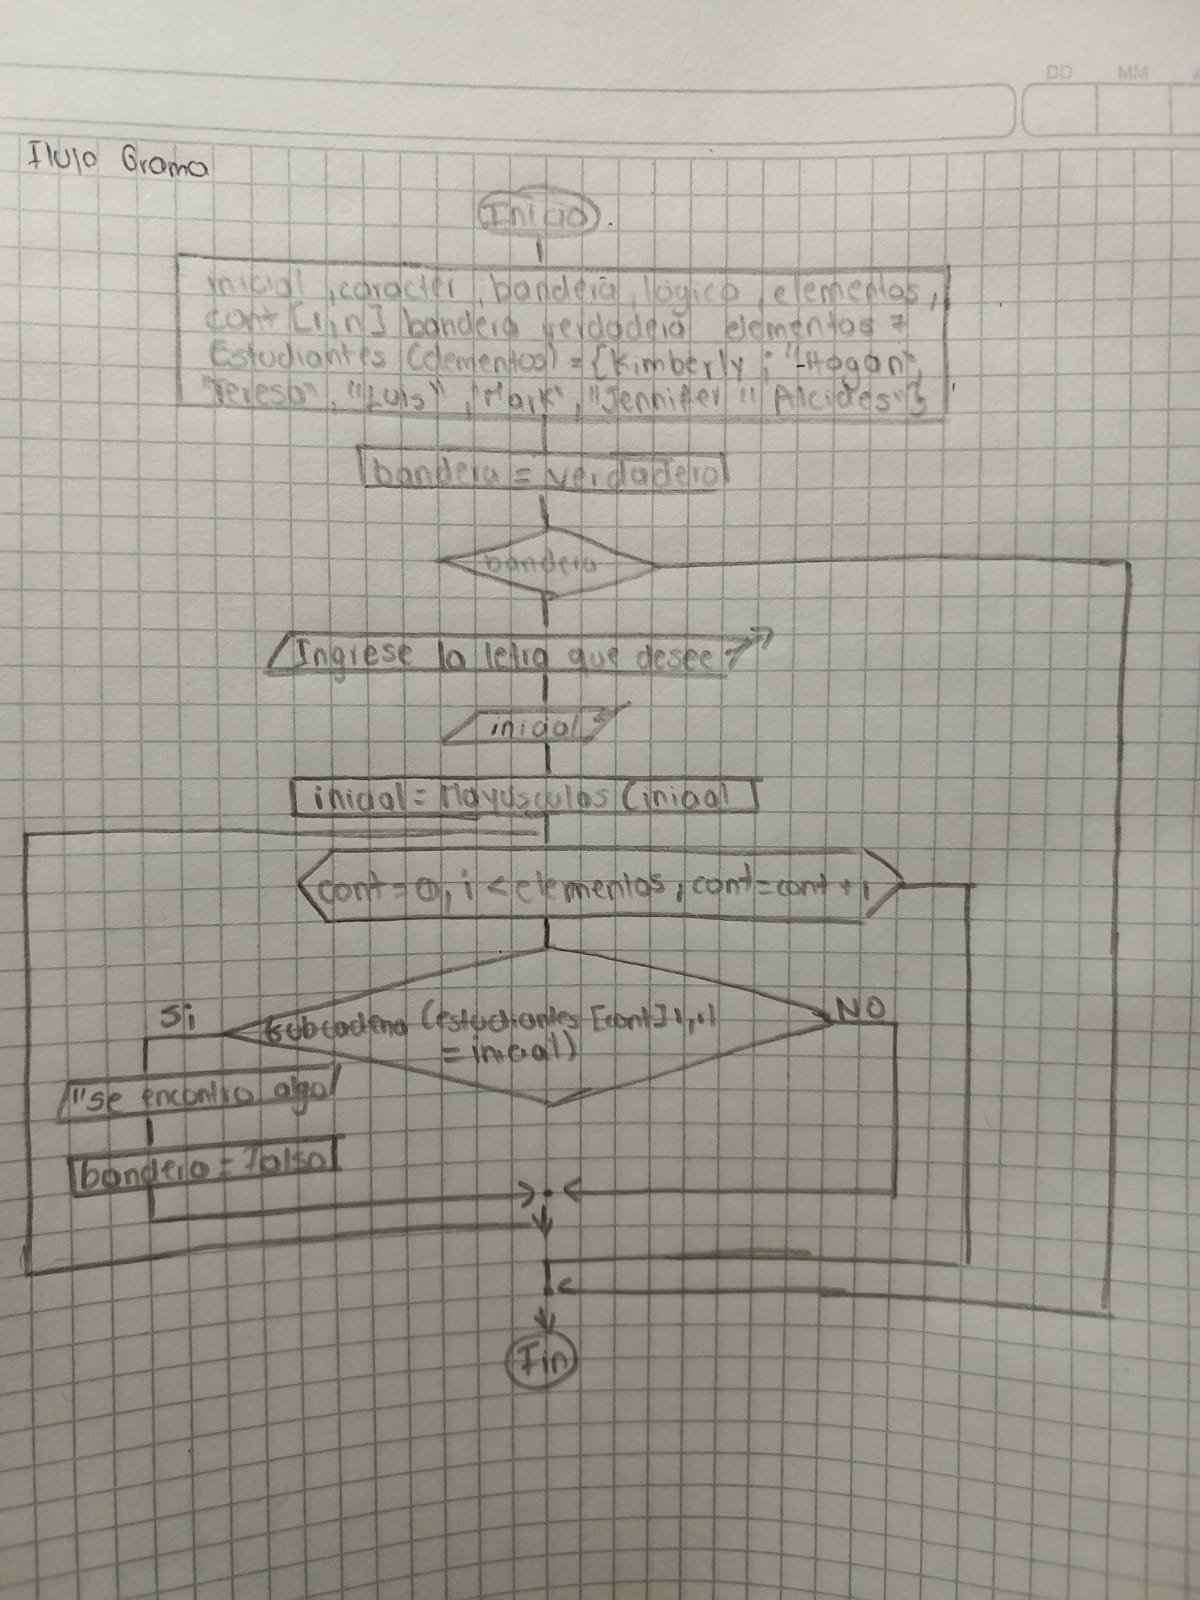 DD MM
Flujo Grama
Inicio
inicial, caracter, bandera, logico, elementos,
cont [1,n] bandera verdadera elementos 7
Estudiantes (elementos) = {Kimberly, "Hogan",
"Teresa", "Luis", "Mark", "Jennifer" "Alcides"}
bandera = verdadero
bandera
Ingrese la letra que desee
inicial
inicial = Mayusculas (inicial
cont = 0, i < elementos, cont = cont + 1
Si
NO
subcadena (estudiantes [cont] 1,1
= inicial)
"se encontro algo
bandera = Falso
Fin